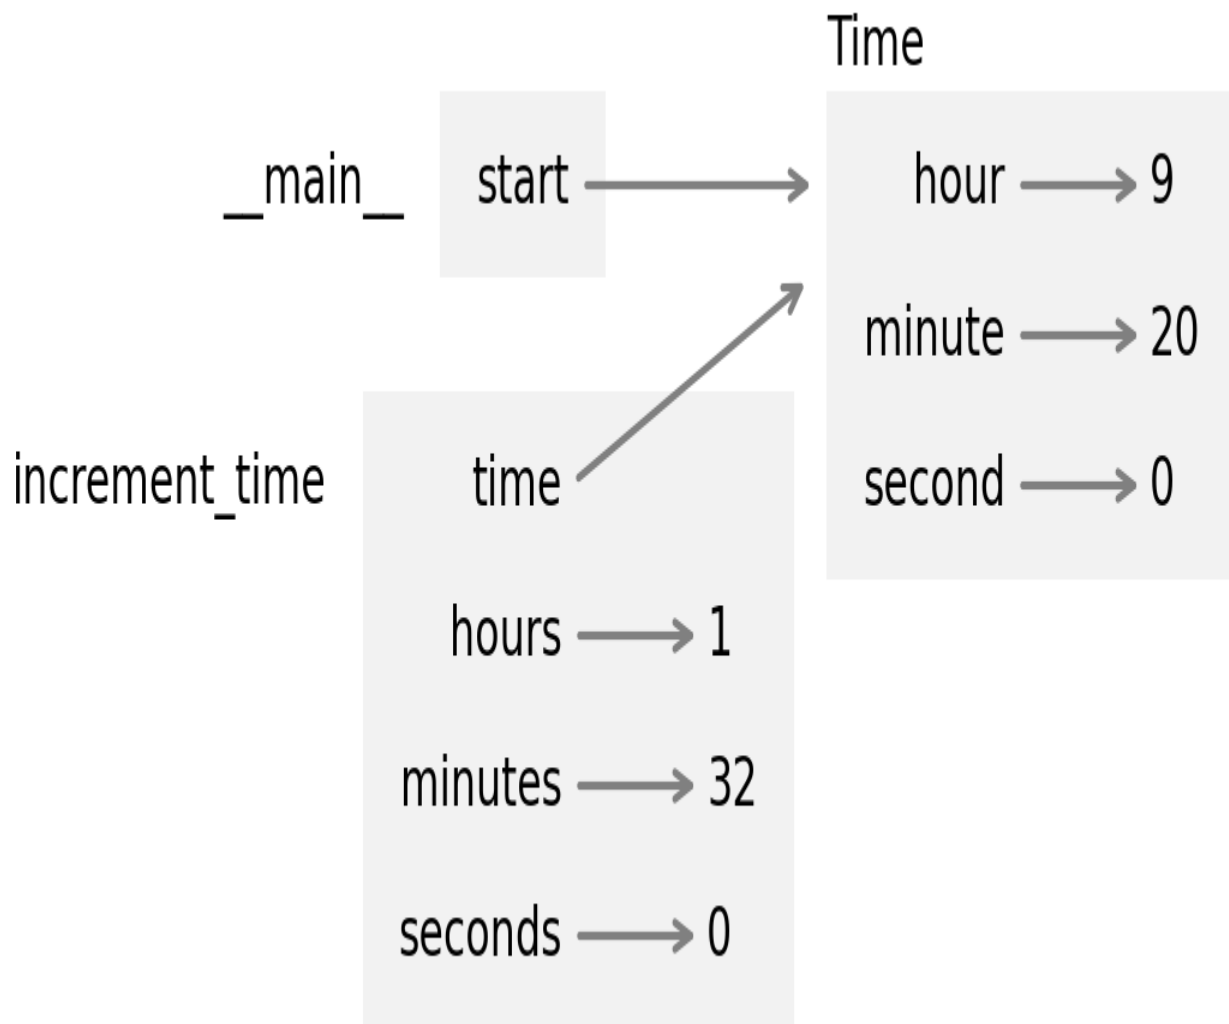 Time
__main__ start hour 9
minute 20
increment_time time second 0
hours 1
minutes 32
seconds 0